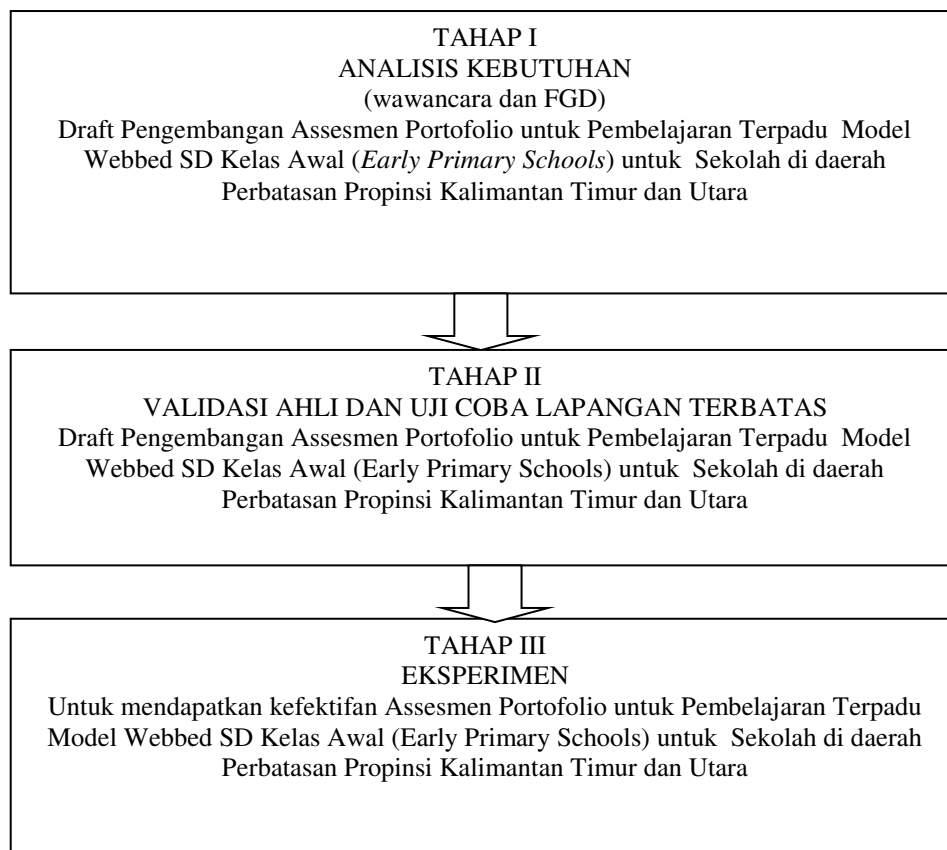 TAHAP I
ANALISIS KEBUTUHAN
(wawancara dan FGD)
Draft Pengembangan Assesmen Portofolio untuk Pembelajaran Terpadu Model
Webbed SD Kelas Awal (Early Primary Schools) untuk Sekolah di daerah
Perbatasan Propinsi Kalimantan Timur dan Utara
TAHAP II
VALIDASI AHLI DAN UJI COBA LAPANGAN TERBATAS
Draft Pengembangan Assesmen Portofolio untuk Pembelajaran Terpadu Model
Webbed SD Kelas Awal (Early Primary Schools) untuk Sekolah di daerah
Perbatasan Propinsi Kalimantan Timur dan Utara
TAHAP III
EKSPERIMEN
Untuk mendapatkan kefektifan Assesmen Portofolio untuk Pembelajaran Terpadu
Model Webbed SD Kelas Awal (Early Primary Schools) untuk Sekolah di daerah
Perbatasan Propinsi Kalimantan Timur dan Utara